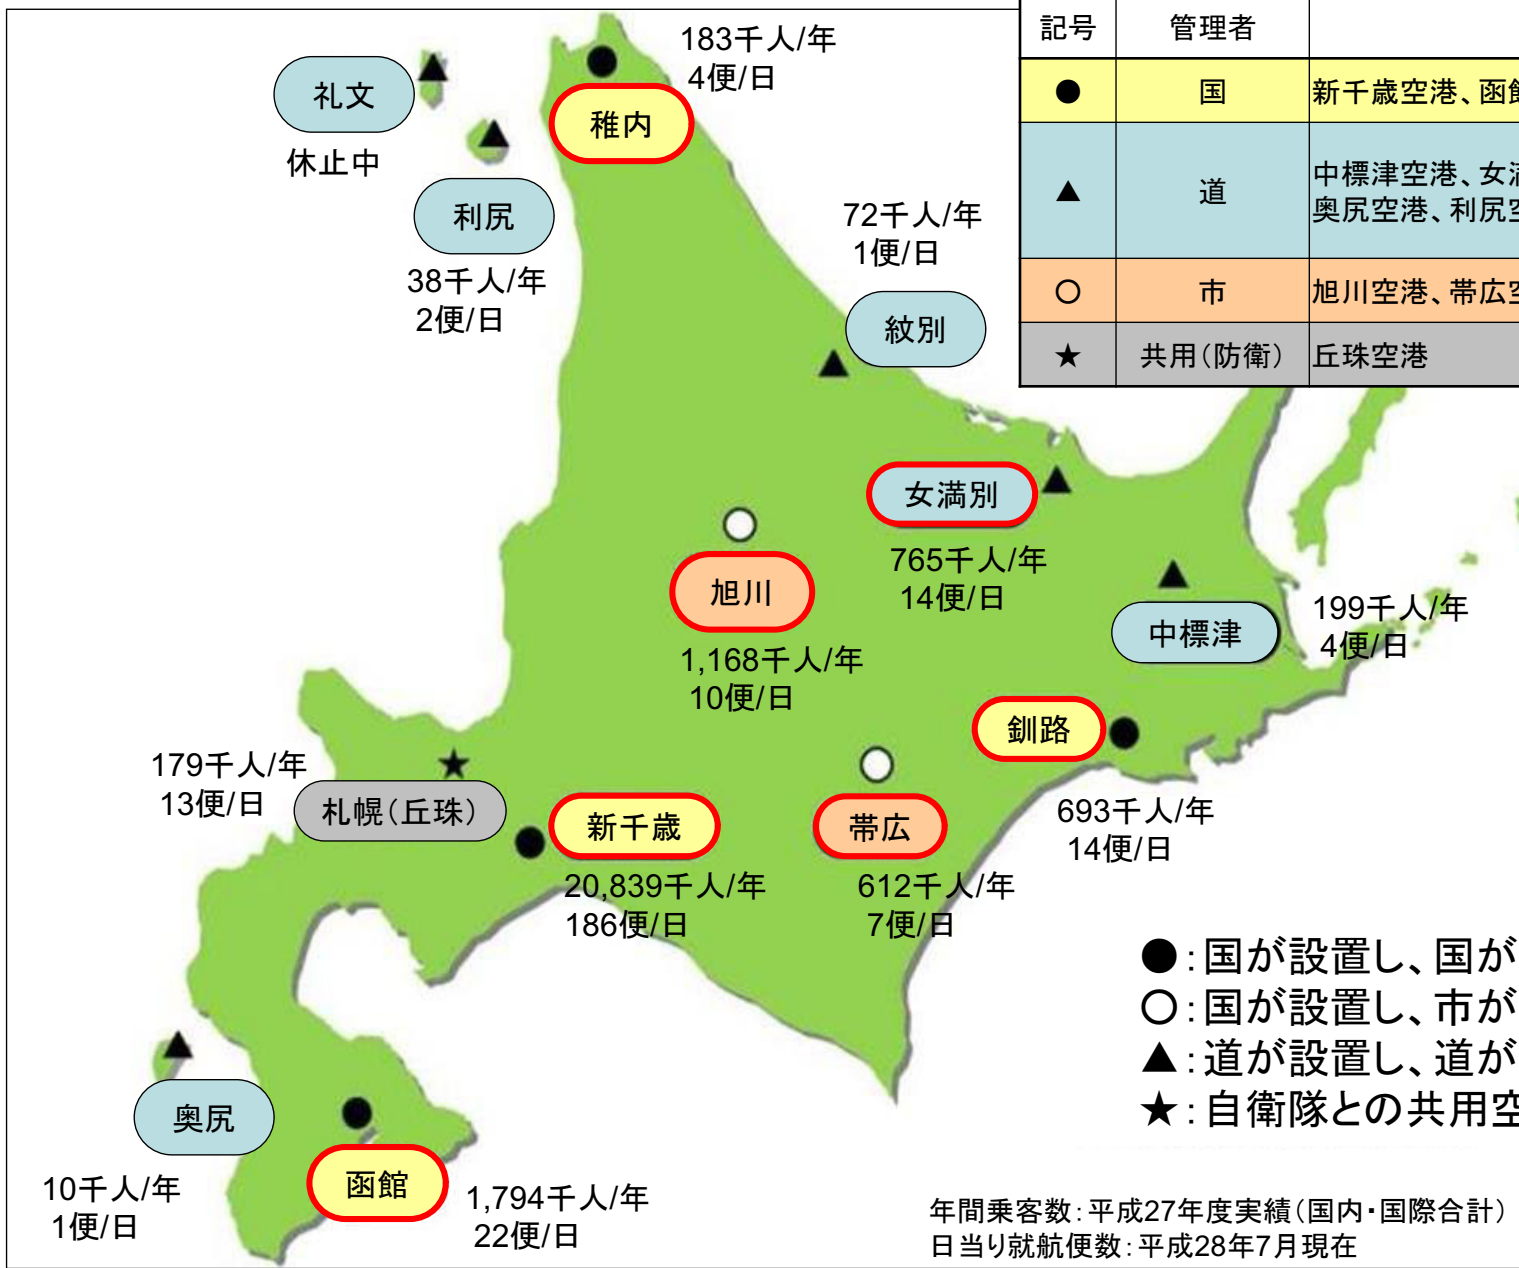 記号 管理者
● 国 新千歳空港、函館
▲ 道 中標津空港、女満
奥尻空港、利尻空
○ 市 旭川空港、帯広空
★ 共用（防衛） 丘珠空港
183千人/年
4便/日
稚内
礼文
休止中
利尻
38千人/年
2便/日
72千人/年
1便/日
紋別
女満別
765千人/年
14便/日
旭川
1,168千人/年
10便/日
中標津
199千人/年
4便/日
釧路
693千人/年
14便/日
179千人/年
13便/日
札幌（丘珠）
新千歳
20,839千人/年
186便/日
帯広
612千人/年
7便/日
奥尻
10千人/年
1便/日
函館
1,794千人/年
22便/日
●：国が設置し、国が
○：国が設置し、市が
▲：道が設置し、道が
★：自衛隊との共用空
年間乗客数：平成27年度実績（国内・国際合計）
日当り就航便数：平成28年7月現在